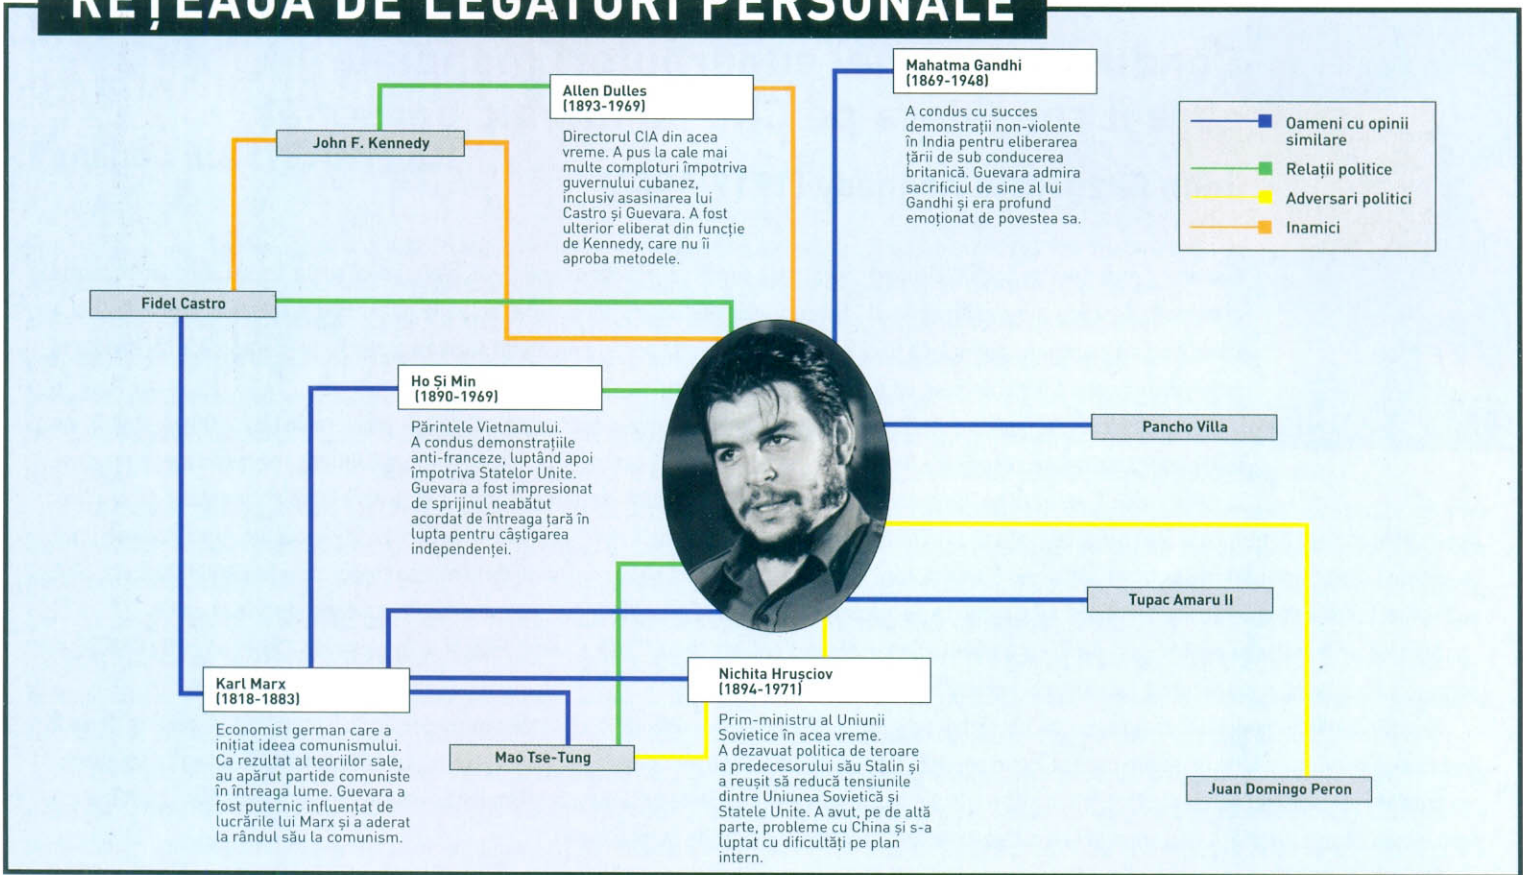 REȚEAUA DE LEGĂTURI PERSONALE
Allen Dulles
(1893-1969)
Directorul CIA din acea
vreme. A pus la cale mai
multe comploturi împotriva
guvernului cubanez,
inclusiv asasinarea lui
Castro și Guevara. A fost
ulterior eliberat din funcție
de Kennedy, care nu îi
aproba metodele.
Mahatma Gandhi
(1869-1948)
A condus cu succes
demonstrații non-violente
în India pentru eliberarea
țării de sub conducerea
britanică. Guevara admira
sacrificiul de sine al lui
Gandhi și era profund
emoționat de povestea sa.
Oameni cu opinii
similare
Relații politice
Adversari politici
Inamici
John F. Kennedy
Fidel Castro
Ho Și Min
(1890-1969)
Părintele Vietnamului.
A condus demonstrațiile
anti-franceze, luptând apoi
împotriva Statelor Unite.
Guevara a fost impresionat
de sprijinul neabătut
acordat de întreaga țară în
lupta pentru câștigarea
independenței.
Pancho Villa
Tupac Amaru II
Karl Marx
(1818-1883)
Economist german care a
inițiat ideea comunismului.
Ca rezultat al teoriilor sale,
au apărut partide comuniste
în întreaga lume. Guevara a
fost puternic influențat de
lucrările lui Marx și a aderat
la rândul său la comunism.
Mao Tse-Tung
Nichita Hrușciov
(1894-1971)
Prim-ministru al Uniunii
Sovietice în acea vreme.
A dezavuat politica de teroare
a predecesorului său Stalin și
a reușit să reducă tensiunile
dintre Uniunea Sovietică și
Statele Unite. A avut, pe de altă
parte, probleme cu China și s-a
luptat cu dificultăți pe plan
intern.
Juan Domingo Peron